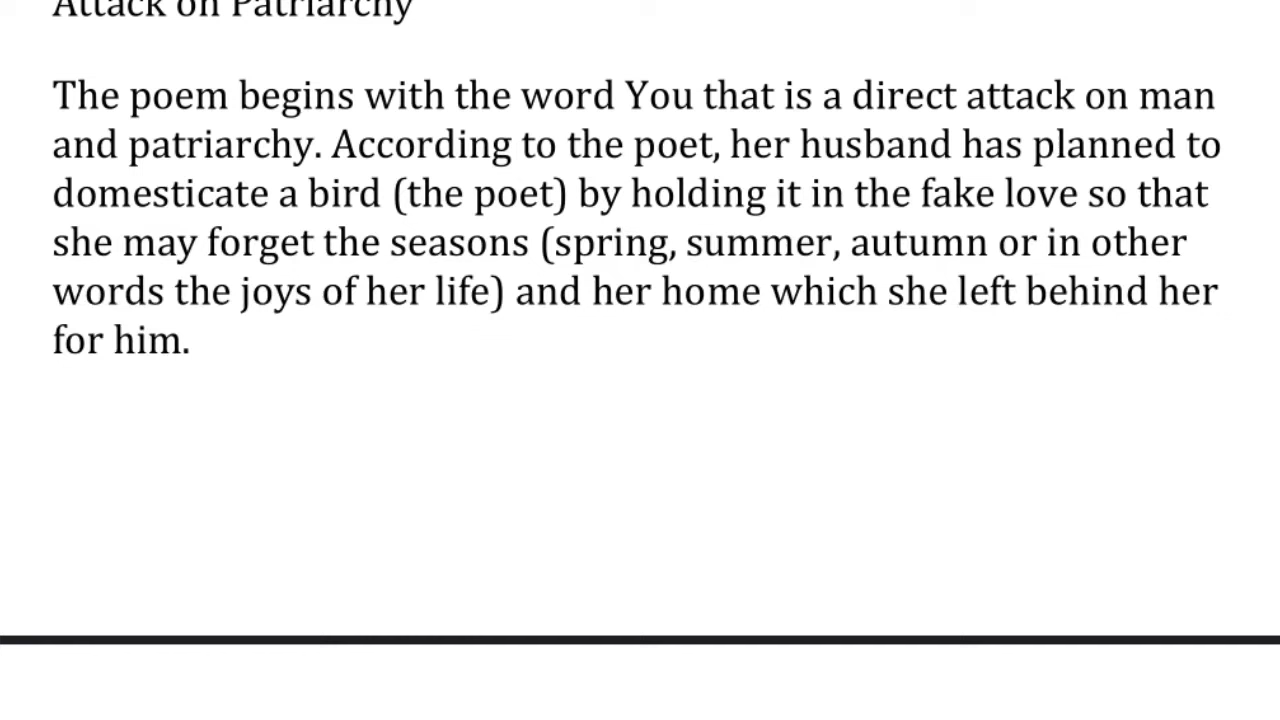 Attack on Patriarchy
The poem begins with the word You that is a direct attack on man
and patriarchy. According to the poet, her husband has planned to
domesticate a bird (the poet) by holding it in the fake love so that
she may forget the seasons (spring, summer, autumn or in other
words the joys of her life) and her home which she left behind her
for him.